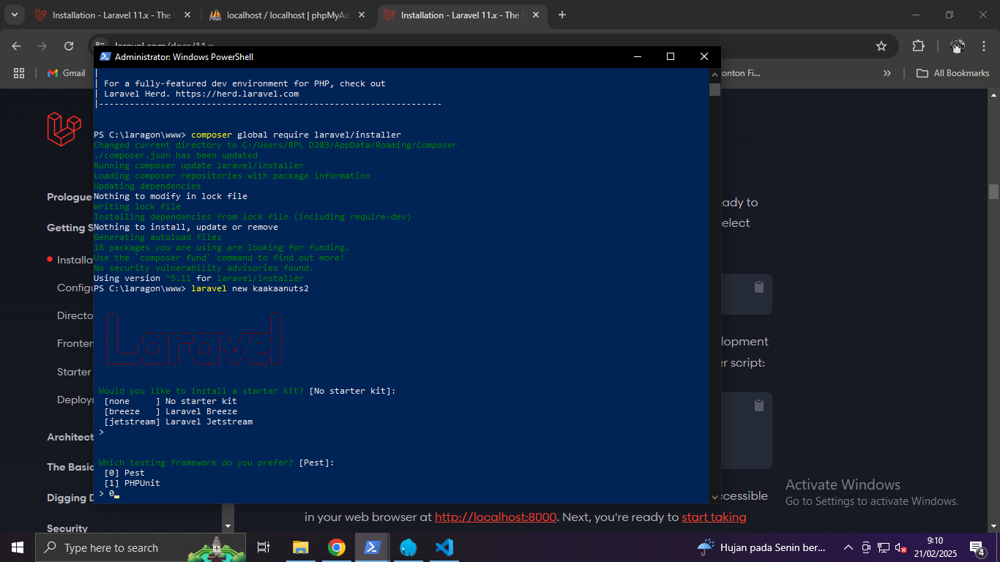 Installation - Laravel 11.x - The
localhost / localhost | phpMyAd
Installation - Laravel 11.x - The
laravel.com/docs/11.x
Gmail
onton Fi...
All Bookmarks
Administrator: Windows PowerShell
|
| For a fully-featured dev environment for PHP, check out
| Laravel Herd. https://herd.laravel.com
|-------------------------------------------------------------------
PS C:\laragon\www> composer global require laravel/installer
Changed current directory to C:/Users/RPL D203/AppData/Roaming/Composer
./composer.json has been updated
Running composer update laravel/installer
Loading composer repositories with package information
Updating dependencies
Nothing to modify in lock file
Writing lock file
Installing dependencies from lock file (including require-dev)
Nothing to install, update or remove
Generating autoload files
18 packages you are using are looking for funding.
Use the `composer fund` command to find out more!
No security vulnerability advisories found.
Using version ^5.11 for laravel/installer
PS C:\laragon\www> laravel new kaakaanuts2
Laravel
Would you like to install a starter kit? [No starter kit]:
[none     ] No starter kit
[breeze   ] Laravel Breeze
[jetstream] Laravel Jetstream
>
Which testing framework do you prefer? [Pest]:
[0] Pest
[1] PHPUnit
> 0
Prologue
Getting S
Installa
Configu
Directo
Fronten
Starter
Deploym
Architect
The Basic
Digging D
Security
ady to
elect
lopment
er script:
ccessible
in your web browser at http://localhost:8000. Next, you're ready to start taking
Activate Windows
Go to Settings to activate Windows.
Type here to search
Hujan pada Senin ber...
9:10
21/02/2025
4